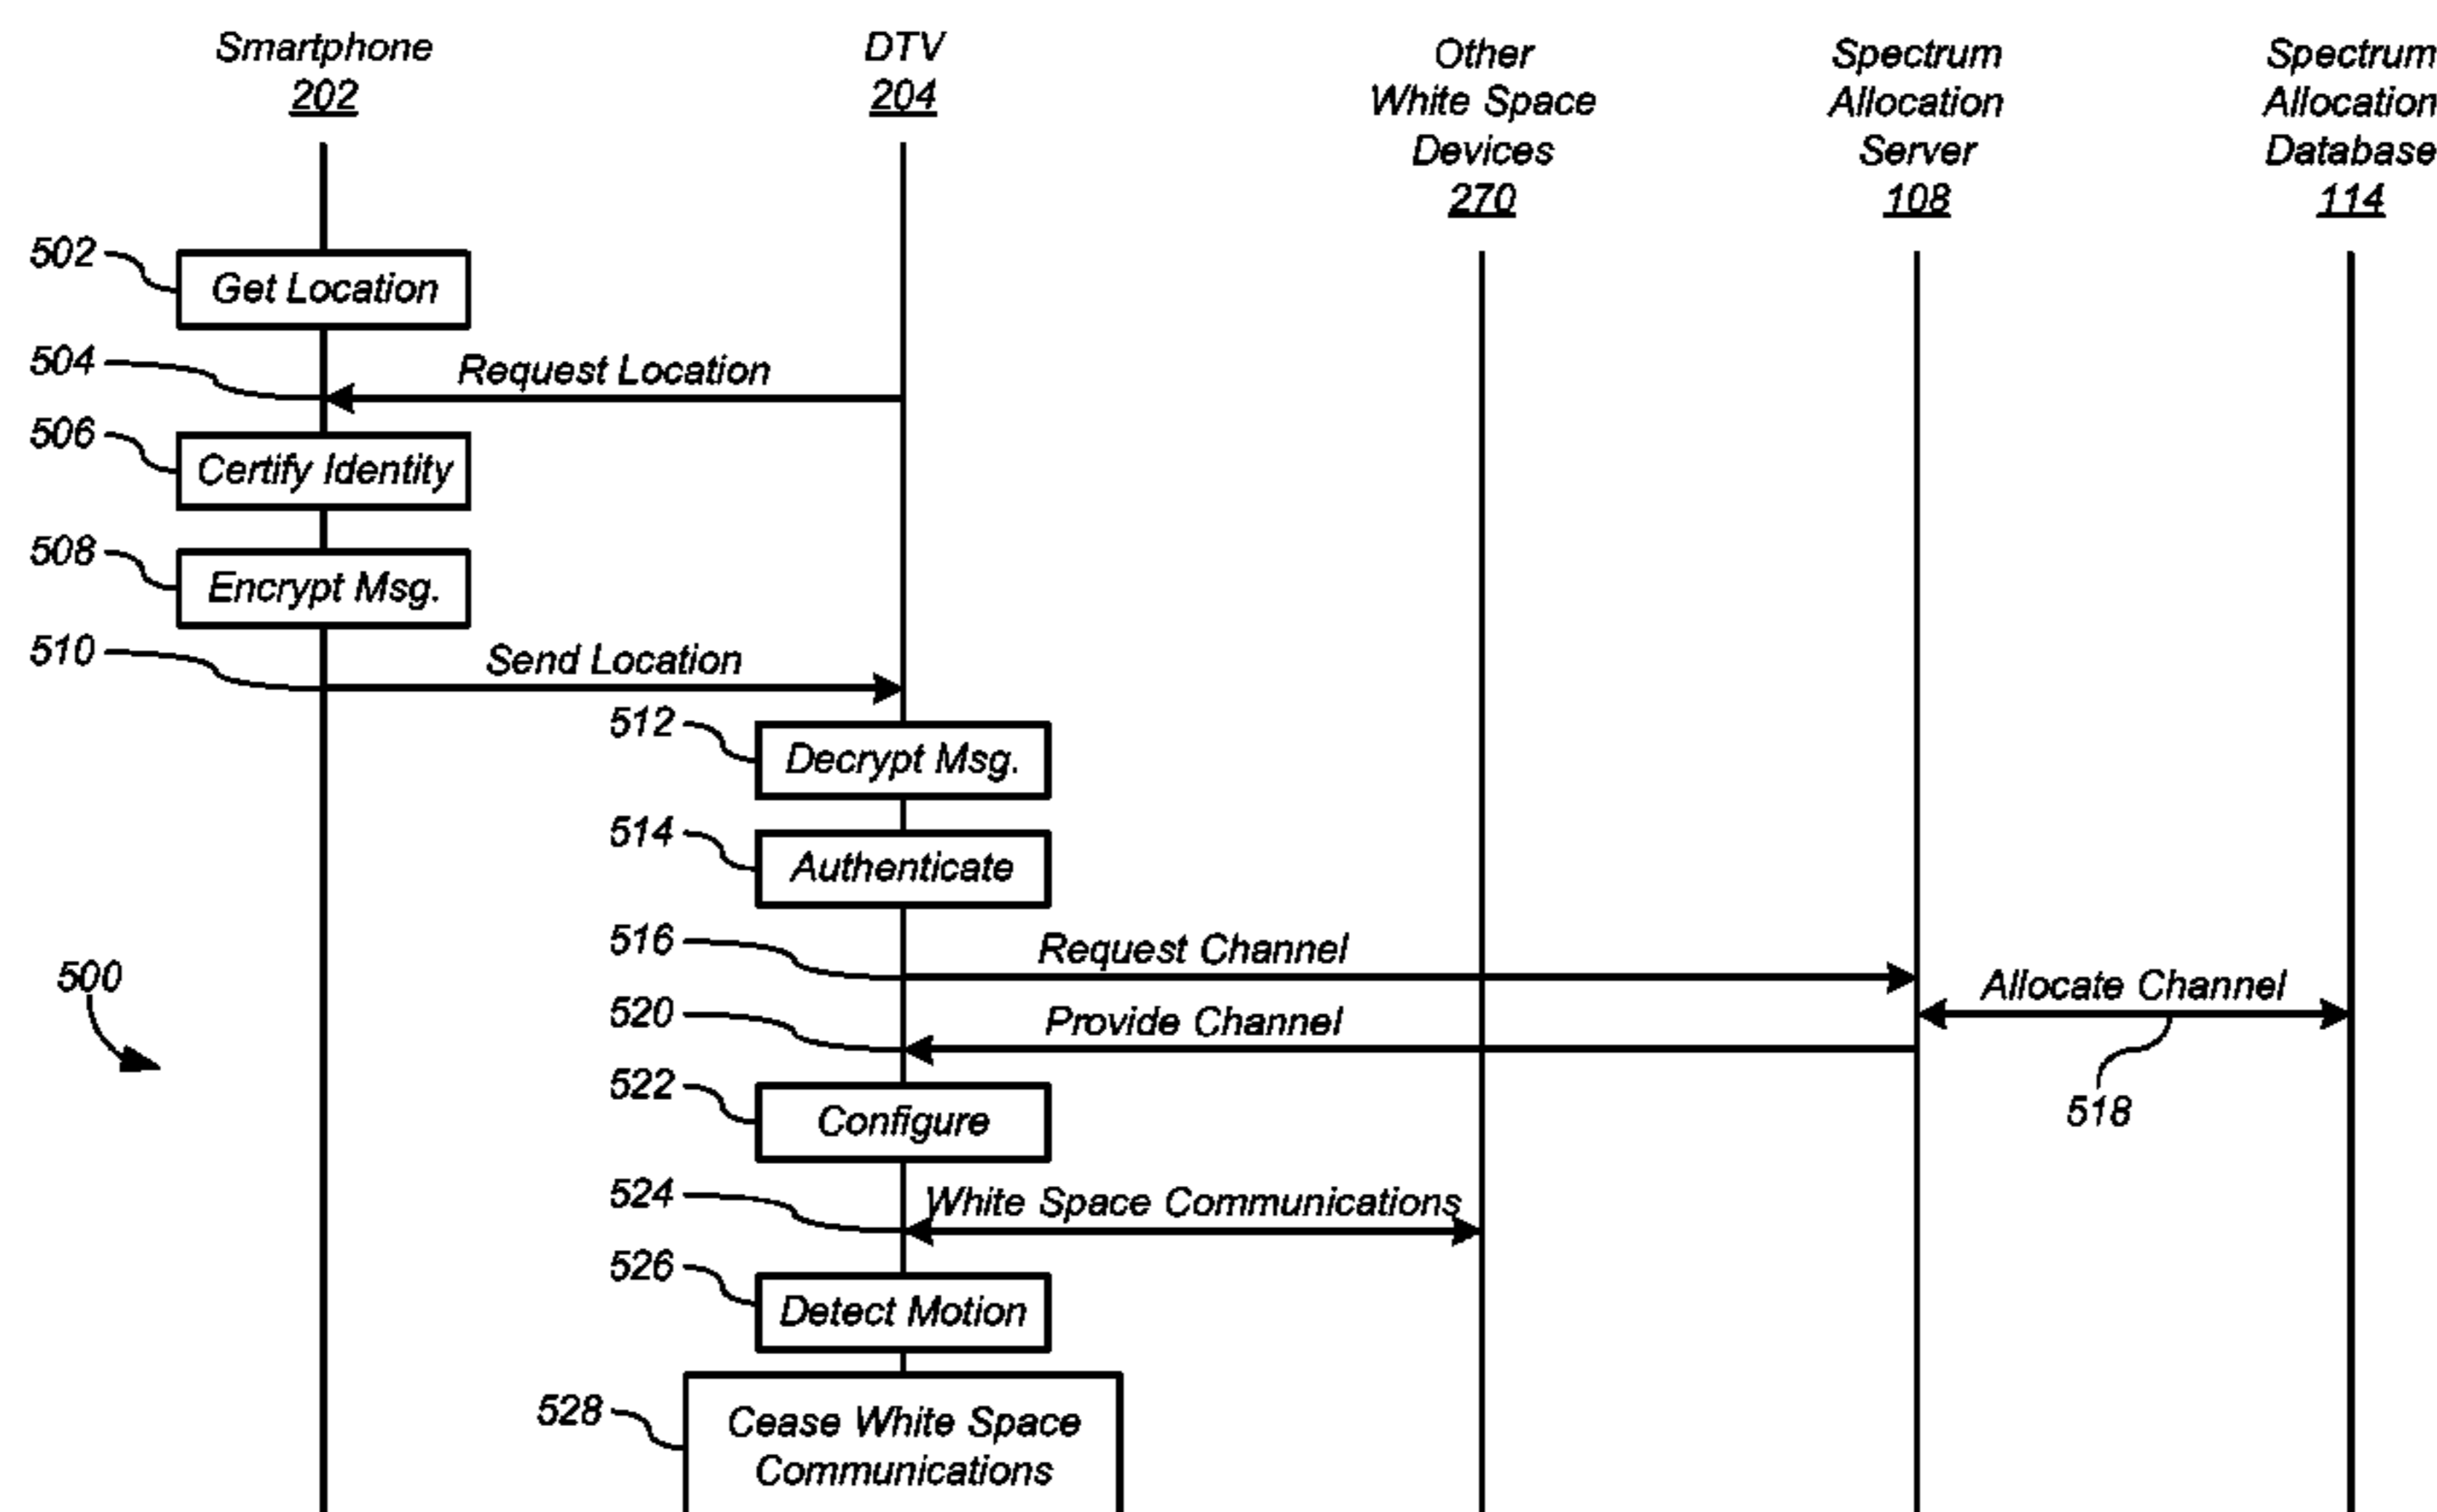 Smartphone
202
DTV
204
Other
White Space
Devices
270
Spectrum
Allocation
Server
108
Spectrum
Allocation
Database
114
502
Get Location
504
Request Location
506
Certify Identity
508
Encrypt Msg.
510
Send Location
512
Decrypt Msg.
514
Authenticate
516
Request Channel
500
Allocate Channel
520
Provide Channel
518
522
Configure
524
White Space Communications
526
Detect Motion
528
Cease White Space
Communications